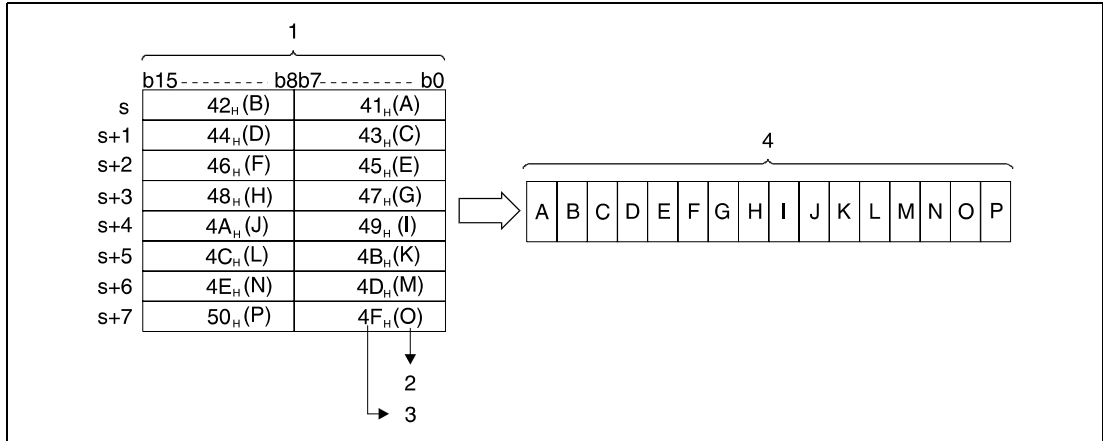 1
b15-------- b8b7--------- b0
s 42H(B) 41H(A)
s+1 44H(D) 43H(C)
s+2 46H(F) 45H(E)
s+3 48H(H) 47H(G)
s+4 4AH(J) 49H (I)
s+5 4CH(L) 4BH(K)
s+6 4EH(N) 4DH(M)
s+7 50H(P) 4FH(O)
2
3
4
A B C D E F G H I J K L M N O P